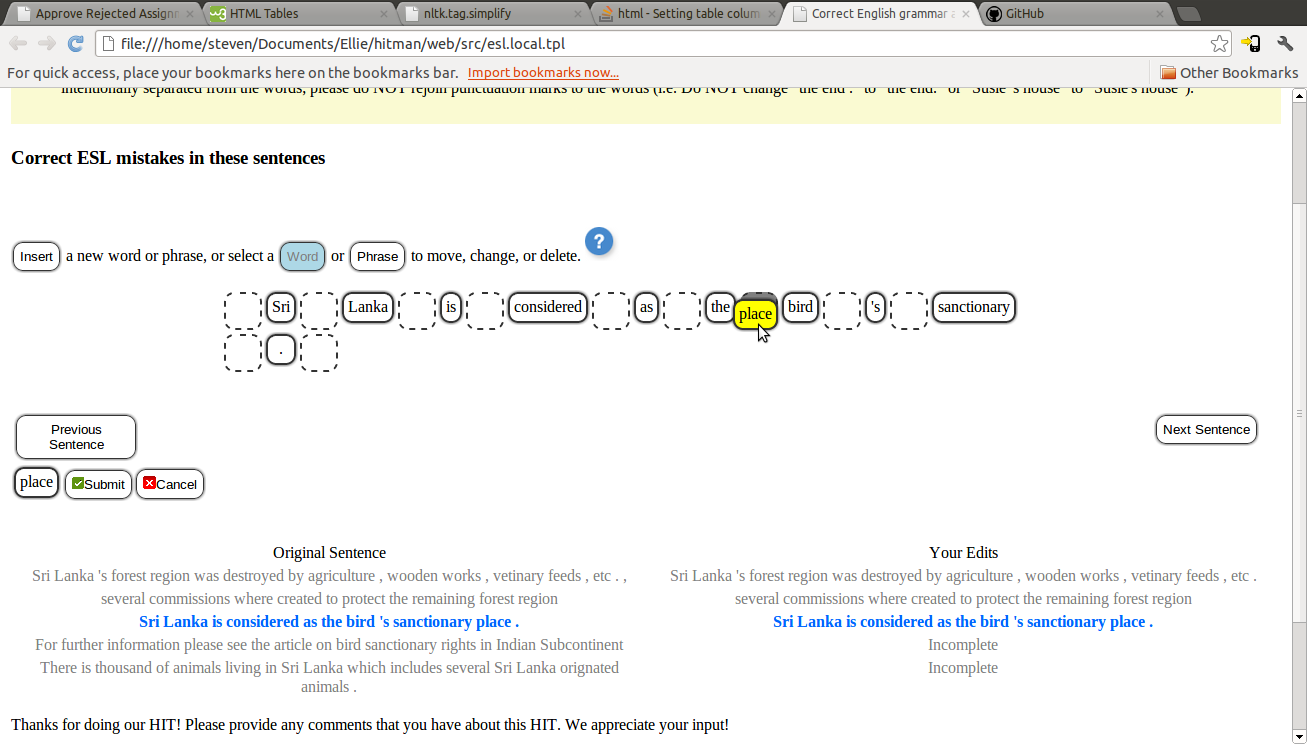 Approve Rejected Assignm
HTML Tables
nltk.tag.simplify
html - Setting table colum
Correct English grammar a
GitHub
file:///home/steven/Documents/Ellie/hitman/web/src/esl.local.tpl
For quick access, place your bookmarks here on the bookmarks bar. Import bookmarks now...
Other Bookmarks
intentionally separated from the words, please do NOT rejoin punctuation marks to the words (i.e. Do NOT change "the end ." to "the end." or "Susie 's house" to "Susie's house").
Correct ESL mistakes in these sentences
Insert a new word or phrase, or select a Word or Phrase to move, change, or delete. ?
Sri Lanka is considered as the place bird 's sanctionary
.
Previous Sentence
Next Sentence
place Submit Cancel
Original Sentence
Your Edits
Sri Lanka 's forest region was destroyed by agriculture , wooden works , vetinary feeds , etc . ,
Sri Lanka 's forest region was destroyed by agriculture , wooden works , vetinary feeds , etc .
several commissions where created to protect the remaining forest region
several commissions where created to protect the remaining forest region
Sri Lanka is considered as the bird 's sanctionary place .
Sri Lanka is considered as the bird 's sanctionary place .
For further information please see the article on bird sanctionary rights in Indian Subcontinent
Incomplete
There is thousand of animals living in Sri Lanka which includes several Sri Lanka orignated
animals .
Incomplete
Thanks for doing our HIT! Please provide any comments that you have about this HIT. We appreciate your input!